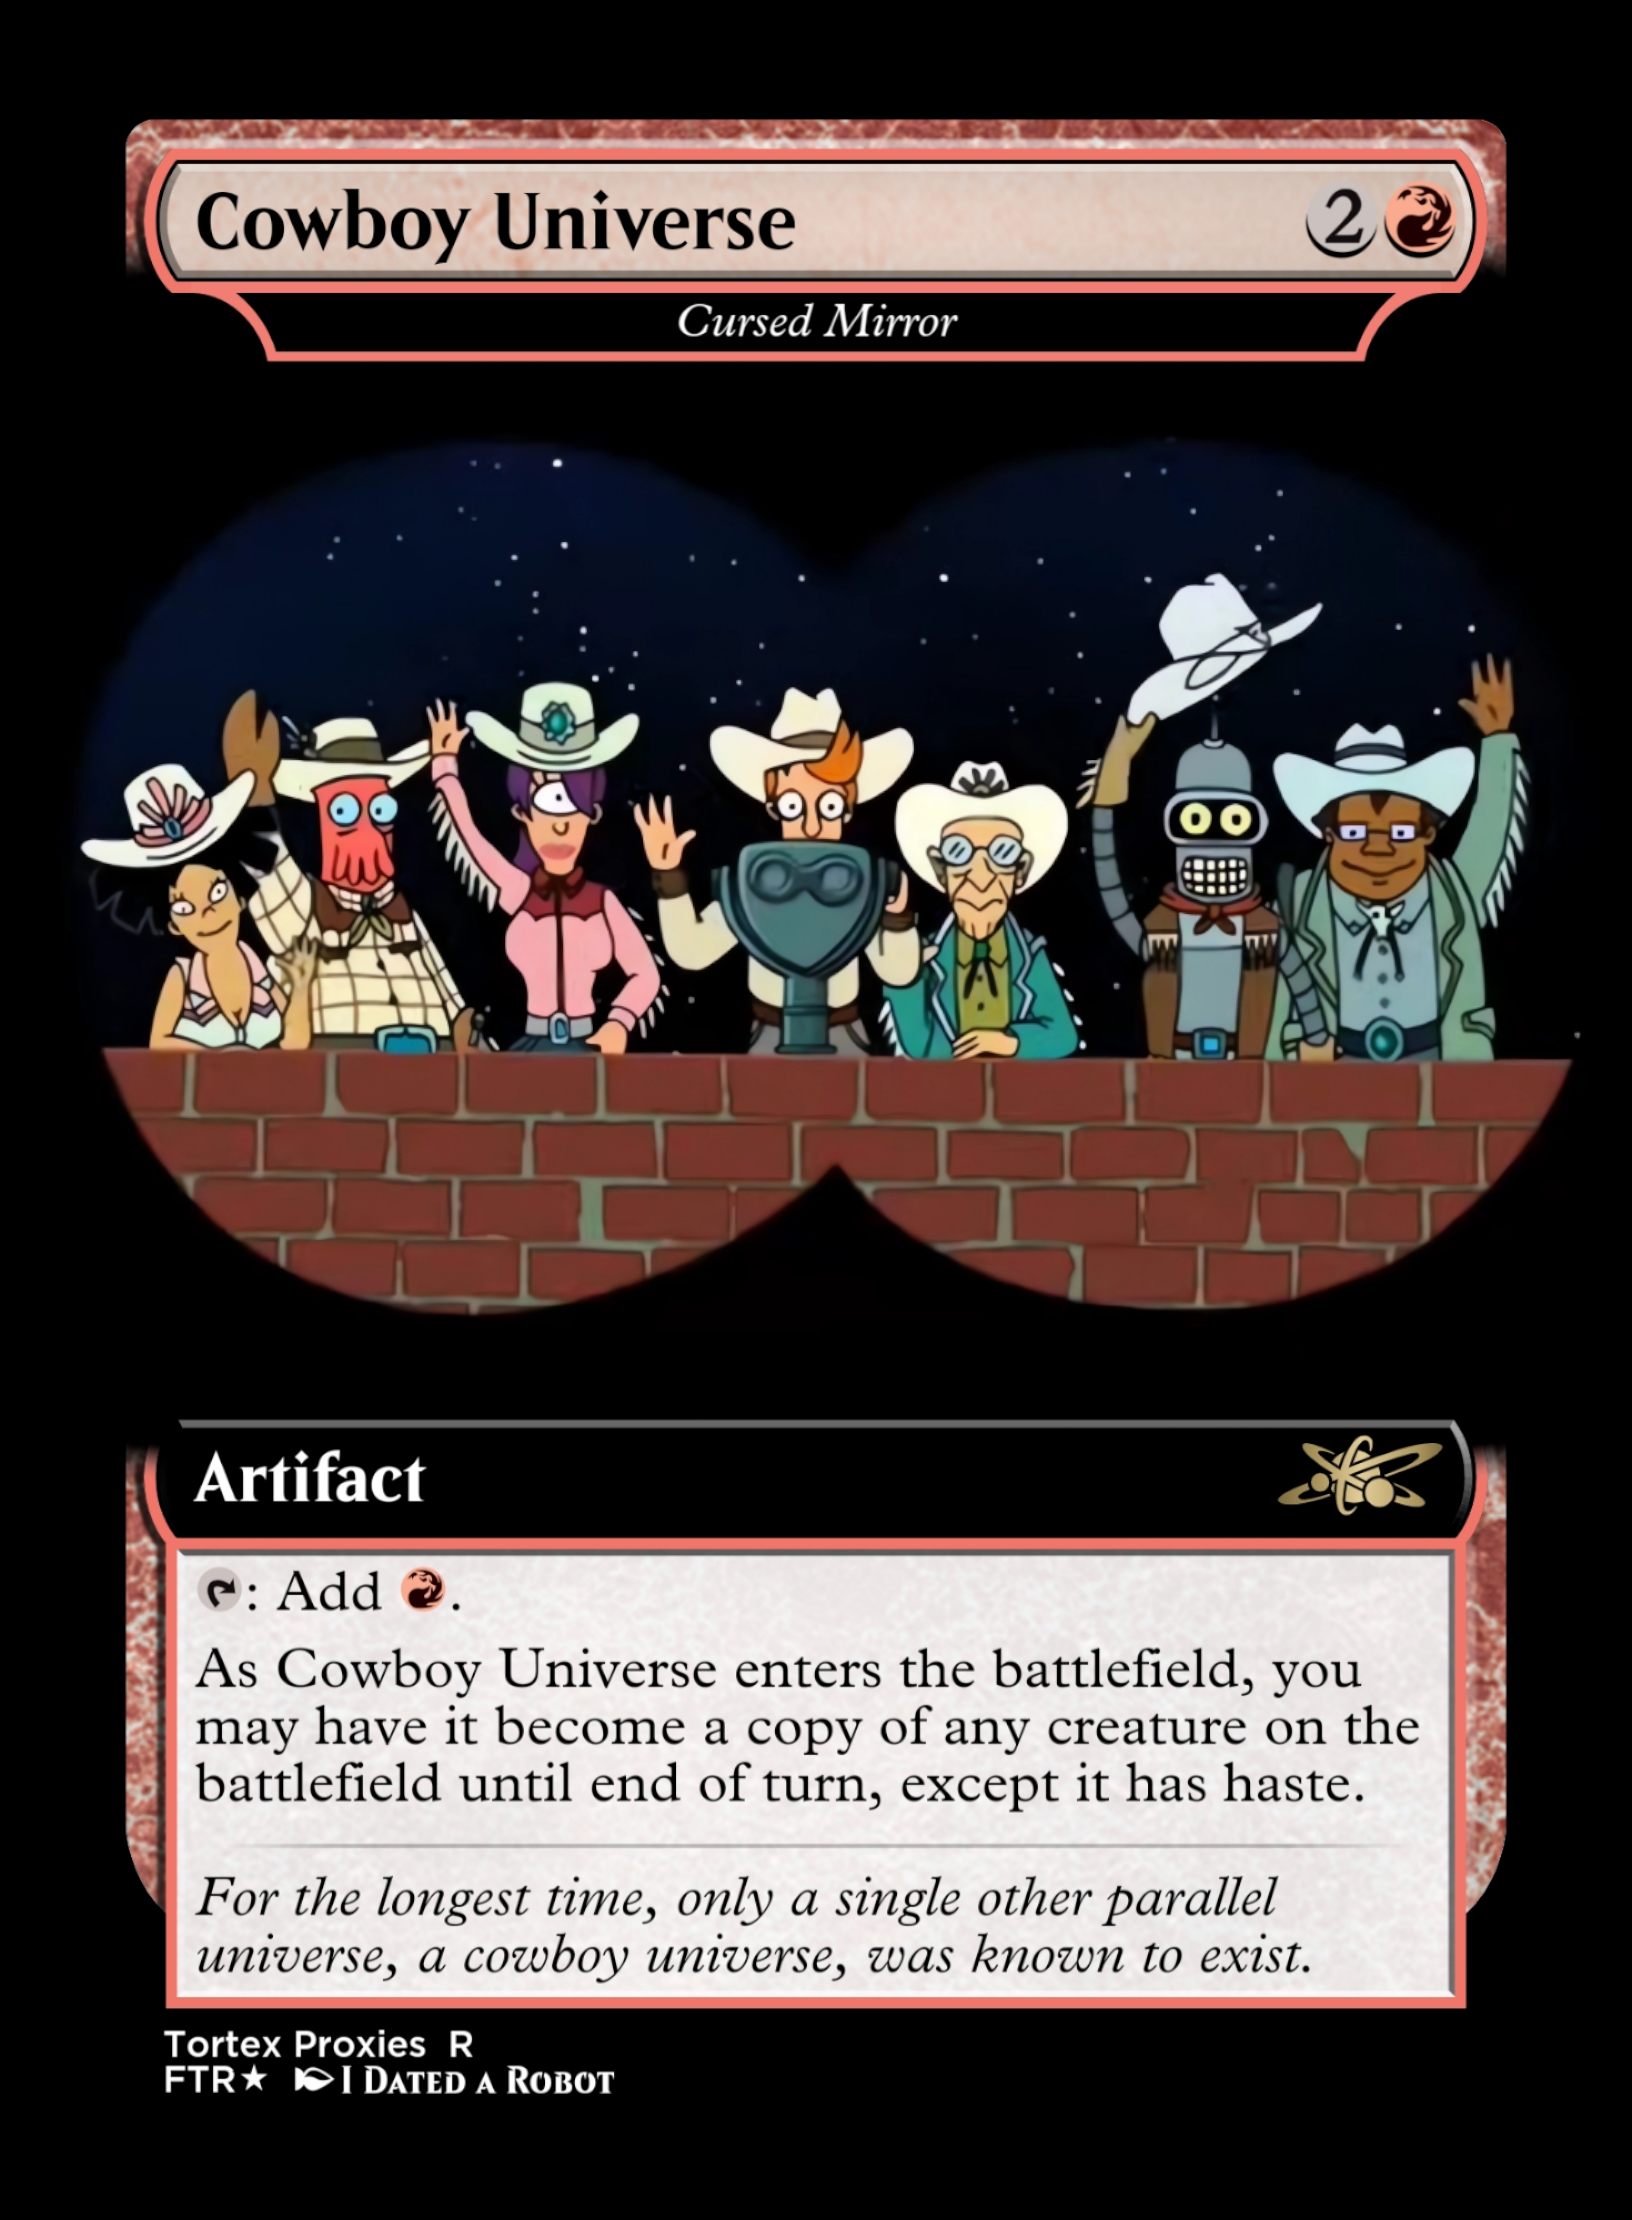 Cowboy Universe 2
Cursed Mirror
Artifact
: Add .
As Cowboy Universe enters the battlefield, you
may have it become a copy of any creature on the
battlefield until end of turn, except it has haste.
For the longest time, only a single other parallel
universe, a cowboy universe, was known to exist.
Tortex Proxies R
FTR★ I Dated a Robot